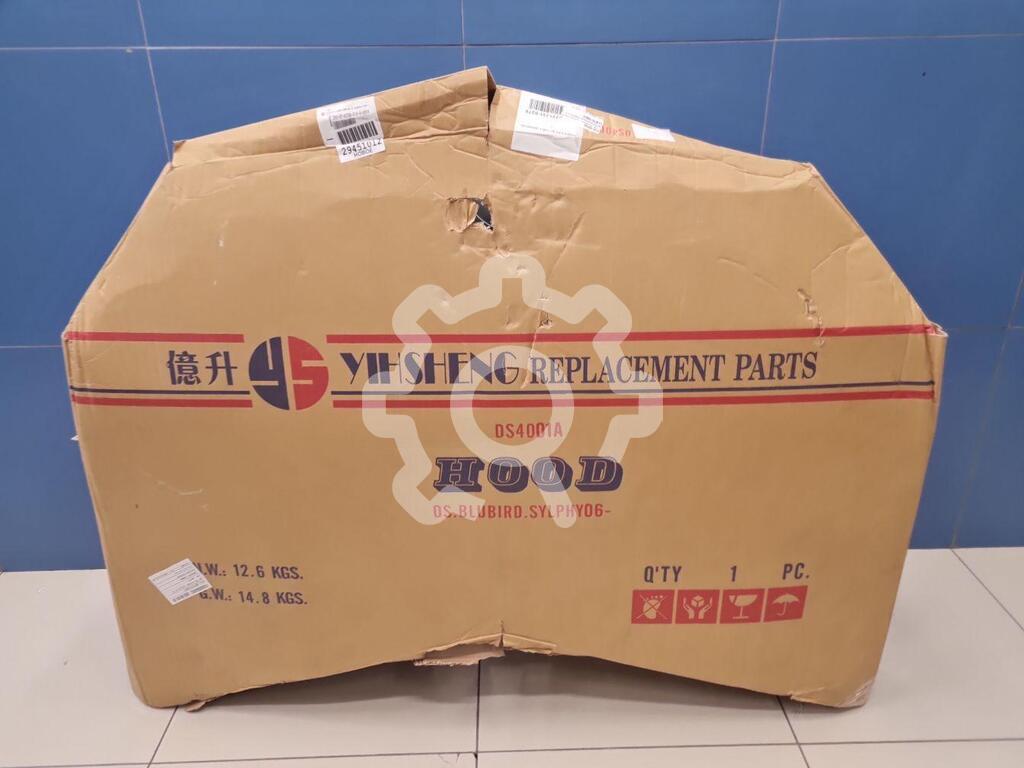 29451012
億升 YS YIHSHENG REPLACEMENT PARTS
DS4001A
HOOD
DS.BLUBIRD.SYLPHY06-
N.W.: 12.6 KGS.
G.W.: 14.8 KGS.
Q'TY 1 PC.